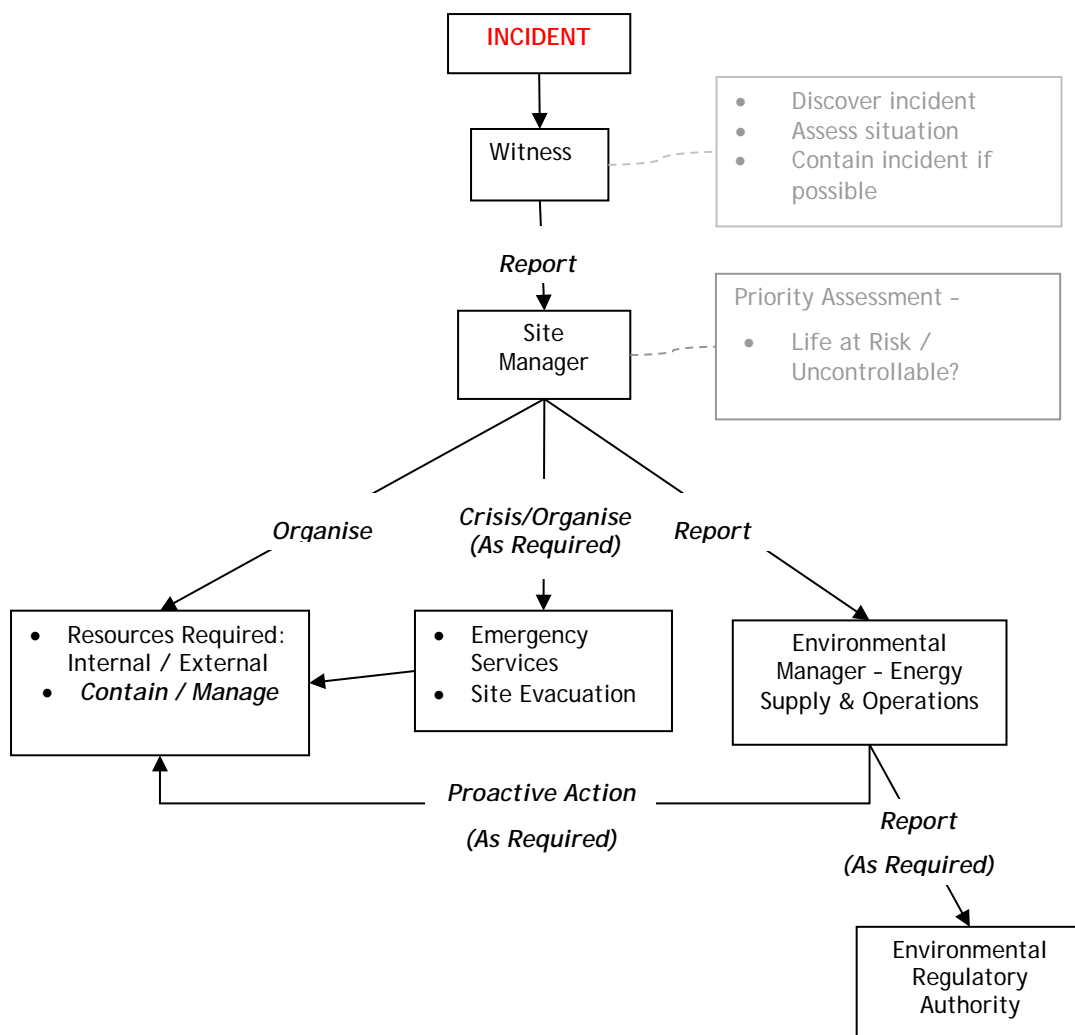 INCIDENT
Witness
• Discover incident
• Assess situation
• Contain incident if
possible
Report
Site
Manager
Priority Assessment –
• Life at Risk /
Uncontrollable?
Organise
Crisis/Organise
(As Required)
Report
• Resources Required:
Internal / External
• Contain / Manage
• Emergency
Services
• Site Evacuation
Environmental
Manager – Energy
Supply & Operations
Proactive Action
(As Required)
Report
(As Required)
Environmental
Regulatory
Authority